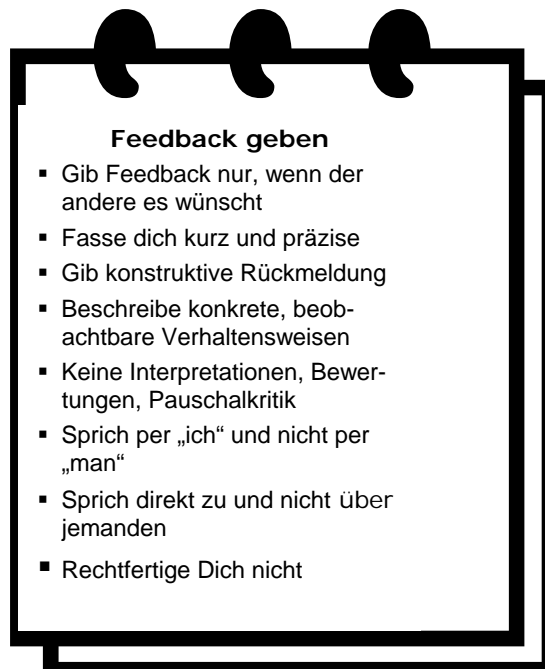 Feedback geben
▪ Gib Feedback nur, wenn der
andere es wünscht
▪ Fasse dich kurz und präzise
▪ Gib konstruktive Rückmeldung
▪ Beschreibe konkrete, beob-
achtbare Verhaltensweisen
▪ Keine Interpretationen, Bewer-
tungen, Pauschalkritik
▪ Sprich per „ich“ und nicht per
„man“
▪ Sprich direkt zu und nicht über
jemanden
▪ Rechtfertige Dich nicht